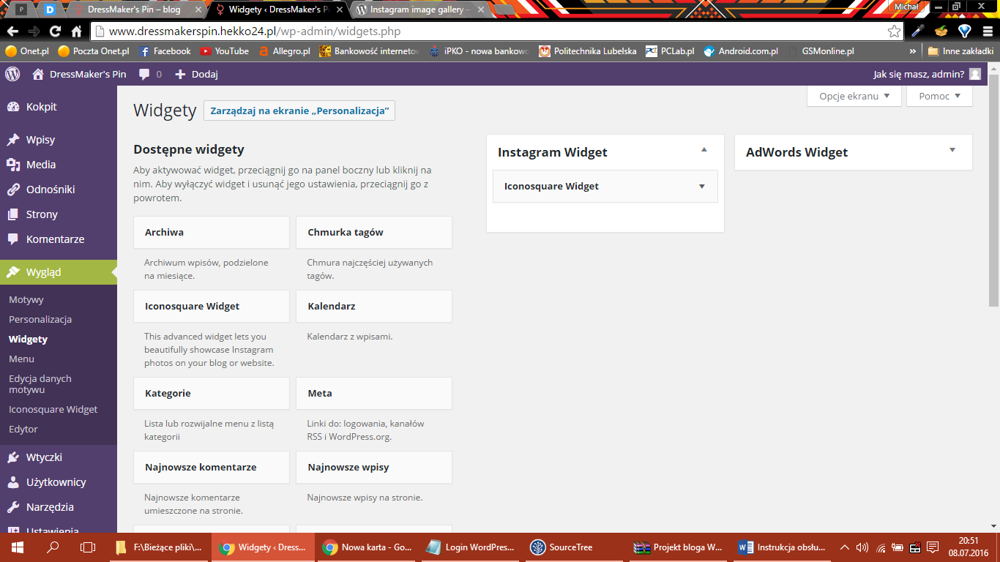 P
D
DressMaker's Pin – blog
Widgety ‹ DressMaker's Pi
Instagram image gallery –
Michał
www.dressmakerspin.hekko24.pl/wp-admin/widgets.php
Onet.pl
Poczta Onet.pl
Facebook
YouTube
Allegro.pl
Bankowość internetow
iPKO - nowa bankowo
Politechnika Lubelska
PCLab.pl
Android.com.pl
GSMonline.pl
»
Inne zakładki
DressMaker's Pin
0
Dodaj
Jak się masz, admin?
Kokpit
Wpisy
Media
Odnośniki
Strony
Komentarze
Wygląd
Motywy
Personalizacja
Widgety
Menu
Edycja danych
motywu
Iconosquare Widget
Edytor
Wtyczki
Użytkownicy
Narzędzia
Ustawienia
Opcje ekranu
Pomoc
Widgety
Zarządzaj na ekranie „Personalizacja”
Dostępne widgety
Aby aktywować widget, przeciągnij go na panel boczny lub kliknij na
nim. Aby wyłączyć widget i usunąć jego ustawienia, przeciągnij go z
powrotem.
Archiwa
Archiwum wpisów, podzielone
na miesiące.
Chmurka tagów
Chmura najczęściej używanych
tagów.
Iconosquare Widget
This advanced widget lets you
beautifully showcase Instagram
photos on your blog or website.
Kalendarz
Kalendarz z wpisami.
Kategorie
Lista lub rozwijalne menu z listą
kategorii
Meta
Linki do: logowania, kanałów
RSS i WordPress.org.
Najnowsze komentarze
Najnowsze komentarze
umieszczone na stronie.
Najnowsze wpisy
Najnowsze wpisy na stronie.
Instagram Widget
Iconosquare Widget
AdWords Widget
F:\Bieżące pliki\...
Widgety ‹ Dress...
Nowa karta - Go...
Login WordPres...
SourceTree
Projekt bloga W...
Instrukcja obsłu...
20:51
08.07.2016